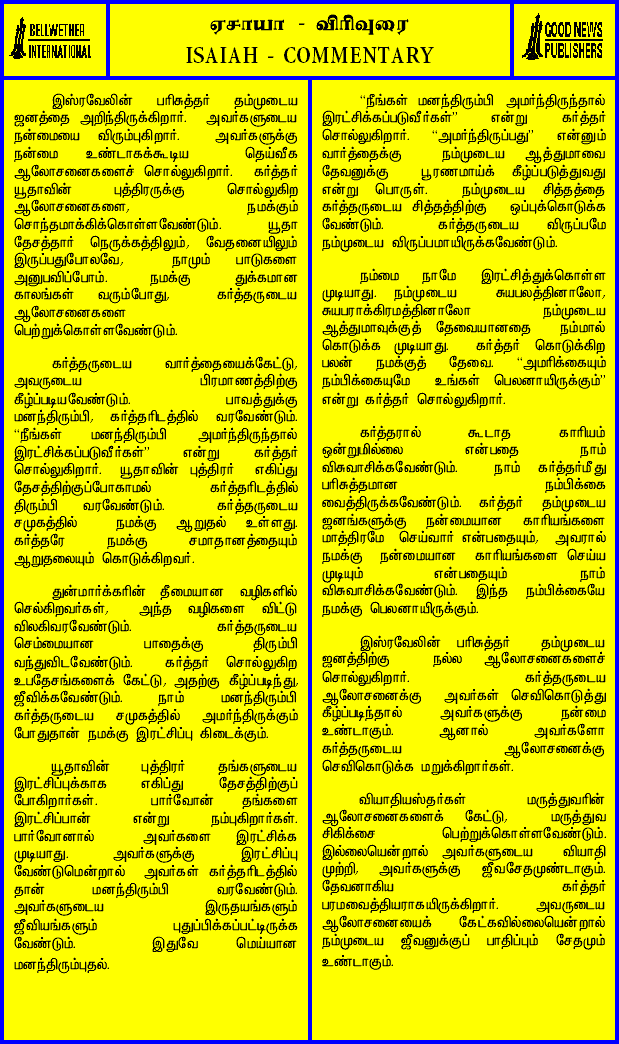 BELLWETHER
INTERNATIONAL
ஏசாயா - விரிவுரை
ISAIAH - COMMENTARY
GOOD NEWS
PUBLISHERS
இஸ்ரவேலின் பரிசுத்தர் தம்முடைய
ஜனத்தை அறிந்திருக்கிறார். அவர்களுடைய
நன்மையை விரும்புகிறார். அவர்களுக்கு
நன்மை உண்டாகக்கூடிய தெய்வீக
ஆலோசனைகளைச் சொல்லுகிறார். கர்த்தர்
யூதாவின் புத்திரருக்கு சொல்லுகிற
ஆலோசனைகளை, நமக்கும்
சொந்தமாக்கிக்கொள்ளவேண்டும். யூதா
தேசத்தார் நெருக்கத்திலும், வேதனையிலும்
இருப்பதுபோலவே, நாமும் பாடுகளை
அனுபவிப்போம். நமக்கு துக்கமான
காலங்கள் வரும்போது, கர்த்தருடைய
ஆலோசனைகளை
பெற்றுக்கொள்ளவேண்டும்.
கர்த்தருடைய வார்த்தையைக்கேட்டு,
அவருடைய பிரமாணத்திற்கு
கீழ்ப்படியவேண்டும். பாவத்துக்கு
மனந்திரும்பி, கர்த்தரிடத்தில் வரவேண்டும்.
“நீங்கள் மனந்திரும்பி அமர்ந்திருந்தால்
இரட்சிக்கப்படுவீர்கள்” என்று கர்த்தர்
சொல்லுகிறார். யூதாவின் புத்திரர் எகிப்து
தேசத்திற்குப்போகாமல் கர்த்தரிடத்தில்
திரும்பி வரவேண்டும். கர்த்தருடைய
சமுகத்தில் நமக்கு ஆறுதல் உள்ளது.
கர்த்தரே நமக்கு சமாதானத்தையும்
ஆறுதலையும் கொடுக்கிறவர்.
துன்மார்க்கரின் தீமையான வழிகளில்
செல்கிறவர்கள், அந்த வழிகளை விட்டு
விலகிவரவேண்டும். கர்த்தருடைய
செம்மையான பாதைக்கு திரும்பி
வந்துவிடவேண்டும். கர்த்தர் சொல்லுகிற
உபதேசங்களைக் கேட்டு, அதற்கு கீழ்ப்படிந்து,
ஜீவிக்கவேண்டும். நாம் மனந்திரும்பி
கர்த்தருடைய சமுகத்தில் அமர்ந்திருக்கும்
போதுதான் நமக்கு இரட்சிப்பு கிடைக்கும்.
யூதாவின் புத்திரர் தங்களுடைய
இரட்சிப்புக்காக எகிப்து தேசத்திற்குப்
போகிறார்கள். பார்வோன் தங்களை
இரட்சிப்பான் என்று நம்புகிறார்கள்.
பார்வோனால் அவர்களை இரட்சிக்க
முடியாது. அவர்களுக்கு இரட்சிப்பு
வேண்டுமென்றால் அவர்கள் கர்த்தரிடத்தில்
தான் மனந்திரும்பி வரவேண்டும்.
அவர்களுடைய இருதயங்களும்
ஜீவியங்களும் புதுப்பிக்கப்பட்டிருக்க
வேண்டும். இதுவே மெய்யான
மனந்திரும்புதல்.
“நீங்கள் மனந்திரும்பி அமர்ந்திருந்தால்
இரட்சிக்கப்படுவீர்கள்” என்று கர்த்தர்
சொல்லுகிறார். “அமர்ந்திருப்பது” என்னும்
வார்த்தைக்கு நம்முடைய ஆத்துமாவை
தேவனுக்கு பூரணமாய்க் கீழ்ப்படுத்துவது
என்று பொருள். நம்முடைய சித்தத்தை
கர்த்தருடைய சித்தத்திற்கு ஒப்புக்கொடுக்க
வேண்டும். கர்த்தருடைய விருப்பமே
நம்முடைய விருப்பமாயிருக்கவேண்டும்.
நம்மை நாமே இரட்சித்துக்கொள்ள
முடியாது. நம்முடைய சுயபலத்தினாலோ,
சுயபராக்கிரமத்தினாலோ நம்முடைய
ஆத்துமாவுக்குத் தேவையானதை நம்மால்
கொடுக்க முடியாது. கர்த்தர் கொடுக்கிற
பலன் நமக்குத் தேவை. “அமரிக்கையும்
நம்பிக்கையுமே உங்கள் பெலனாயிருக்கும்”
என்று கர்த்தர் சொல்லுகிறார்.
கர்த்தரால் கூடாத காரியம்
ஒன்றுமில்லை என்பதை நாம்
விசுவாசிக்கவேண்டும். நாம் கர்த்தர்மீது
பரிசுத்தமான நம்பிக்கை
வைத்திருக்கவேண்டும். கர்த்தர் தம்முடைய
ஜனங்களுக்கு நன்மையான காரியங்களை
மாத்திரமே செய்வார் என்பதையும், அவரால்
நமக்கு நன்மையான காரியங்களை செய்ய
முடியும் என்பதையும் நாம்
விசுவாசிக்கவேண்டும். இந்த நம்பிக்கையே
நமக்கு பெலனாயிருக்கும்.
இஸ்ரவேலின் பரிசுத்தர் தம்முடைய
ஜனத்திற்கு நல்ல ஆலோசனைகளைச்
சொல்லுகிறார். கர்த்தருடைய
ஆலோசனைக்கு அவர்கள் செவிகொடுத்து
கீழ்ப்படிந்தால் அவர்களுக்கு நன்மை
உண்டாகும். ஆனால் அவர்களோ
கர்த்தருடைய ஆலோசனைக்கு
செவிகொடுக்க மறுக்கிறார்கள்.
வியாதியஸ்தர்கள் மருத்துவரின்
ஆலோசனைகளைக் கேட்டு, மருத்துவ
சிகிக்சை பெற்றுக்கொள்ளவேண்டும்.
இல்லையென்றால் அவர்களுடைய வியாதி
முற்றி, அவர்களுக்கு ஜீவசேதமுண்டாகும்.
தேவனாகிய கர்த்தர்
பரமவைத்தியராகயிருக்கிறார். அவருடைய
ஆலோசனையைக் கேட்கவில்லையென்றால்
நம்முடைய ஜீவனுக்குப் பாதிப்பும் சேதமும்
உண்டாகும்.